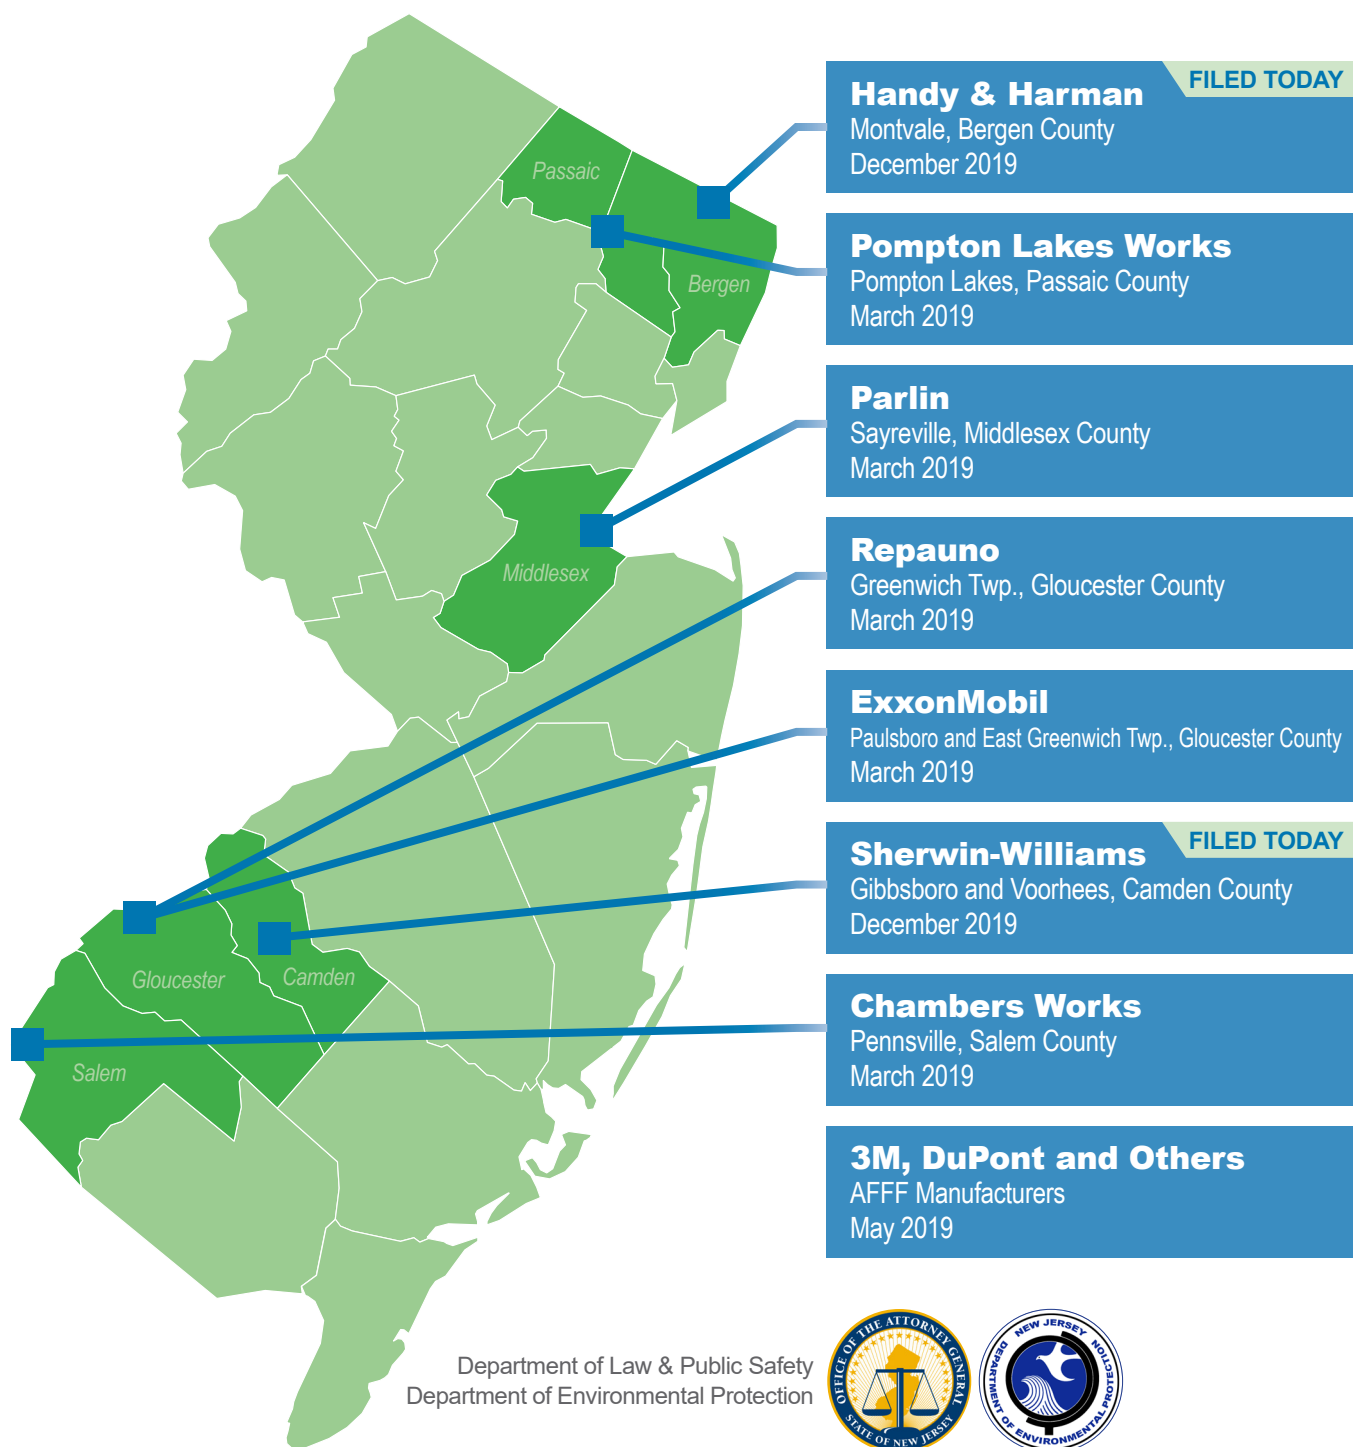 FILED TODAY
Handy & Harman
Montvale, Bergen County
December 2019
Pompton Lakes Works
Pompton Lakes, Passaic County
March 2019
Parlin
Sayreville, Middlesex County
March 2019
Repauno
Greenwich Twp., Gloucester County
March 2019
ExxonMobil
Paulsboro and East Greenwich Twp., Gloucester County
March 2019
FILED TODAY
Sherwin-Williams
Gibbsboro and Voorhees, Camden County
December 2019
Chambers Works
Pennsville, Salem County
March 2019
3M, DuPont and Others
AFFF Manufacturers
May 2019
Passaic
Bergen
Middlesex
Gloucester
Camden
Salem
Department of Law & Public Safety
Department of Environmental Protection
OFFICE OF THE ATTORNEY GENERAL
STATE OF NEW JERSEY
NEW JERSEY
DEPARTMENT OF ENVIRONMENTAL PROTECTION